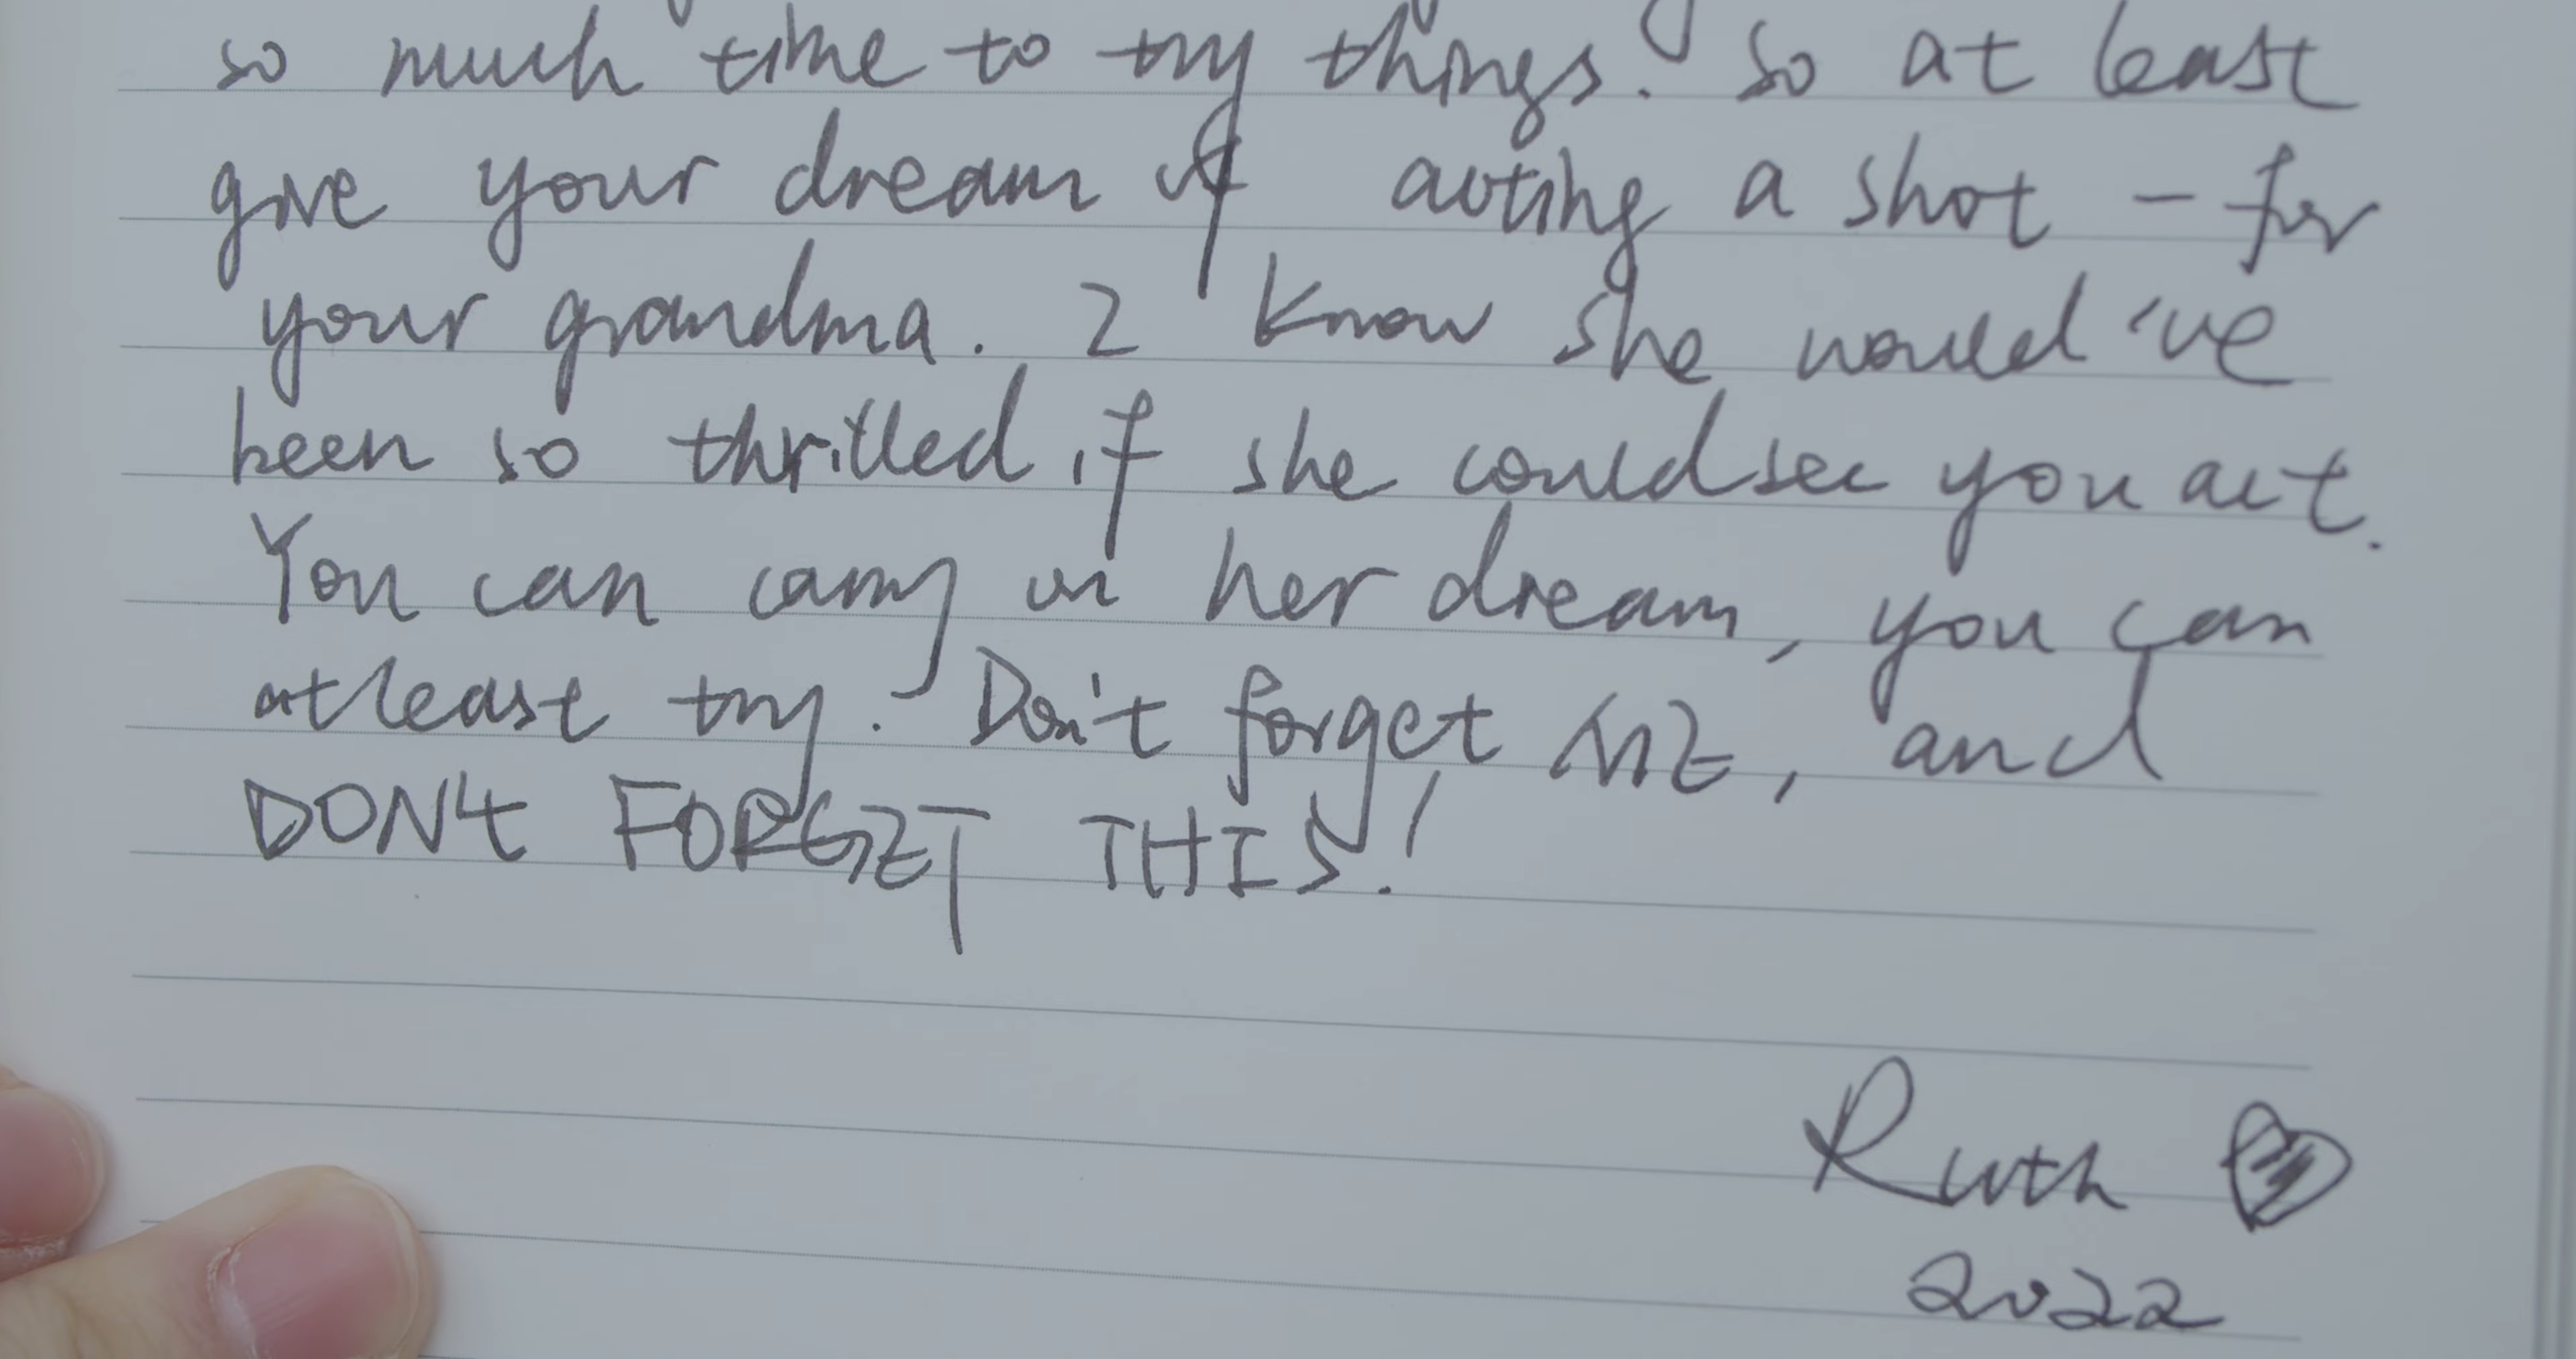 so much time to try things. So at least
give your dream of acting a shot - for
your grandma. I know she would've
been so thrilled if she could see you act.
You can carry on her dream, you can
at least try. Don't forget ME, and
DON't FORGET THIS!
Ruth
2022